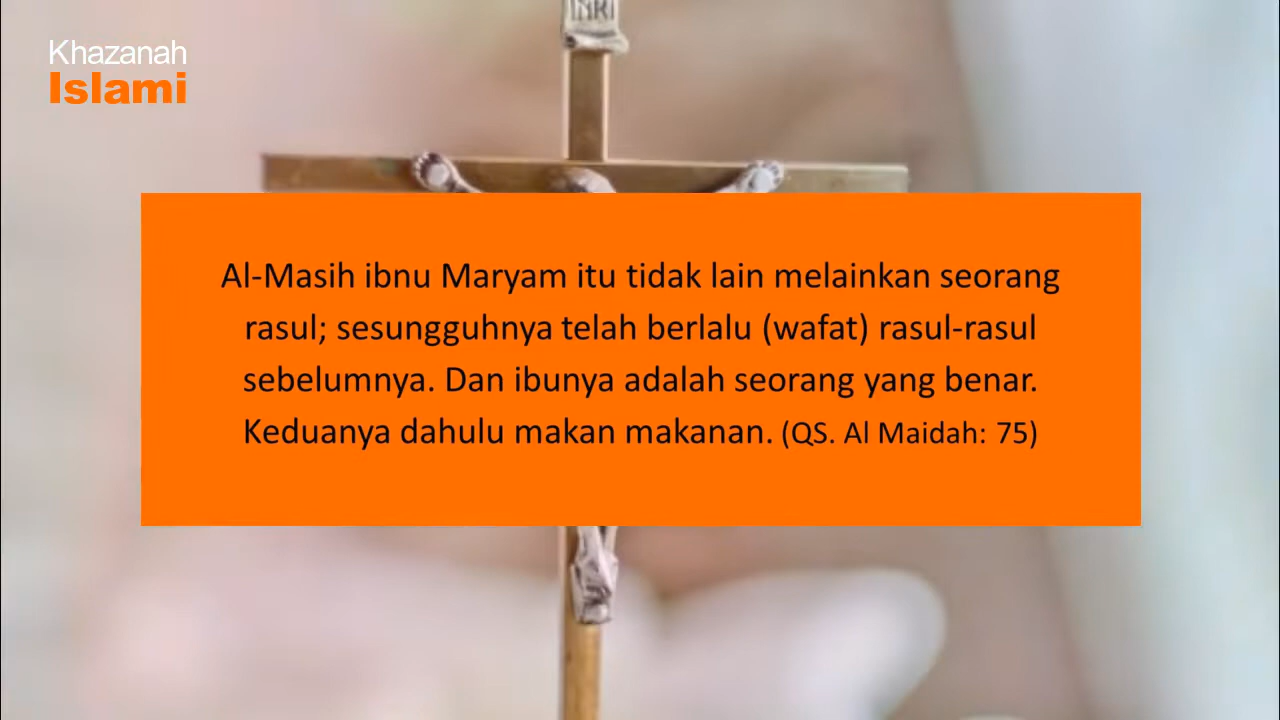 INRI
Khazanah
Islami
Al-Masih ibnu Maryam itu tidak lain melainkan seorang
rasul; sesungguhnya telah berlalu (wafat) rasul-rasul
sebelumnya. Dan ibunya adalah seorang yang benar.
Keduanya dahulu makan makanan. (QS. Al Maidah: 75)